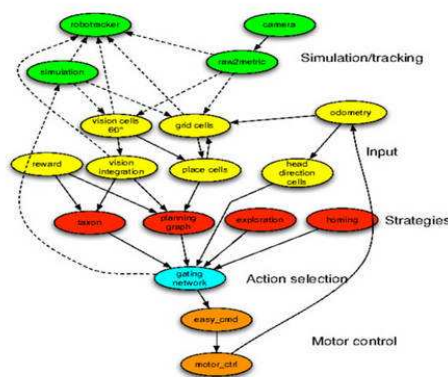 robotracker
camera
simulation
raw2metric
Simulation/tracking
vision cells
60°
grid cells
odometry
Input
reward
vision
integration
place cells
head
direction
cells
taxon
planning
graph
exploration
homing
Strategies
gating
network
Action selection
easy_cmd
Motor control
motor_ctrl